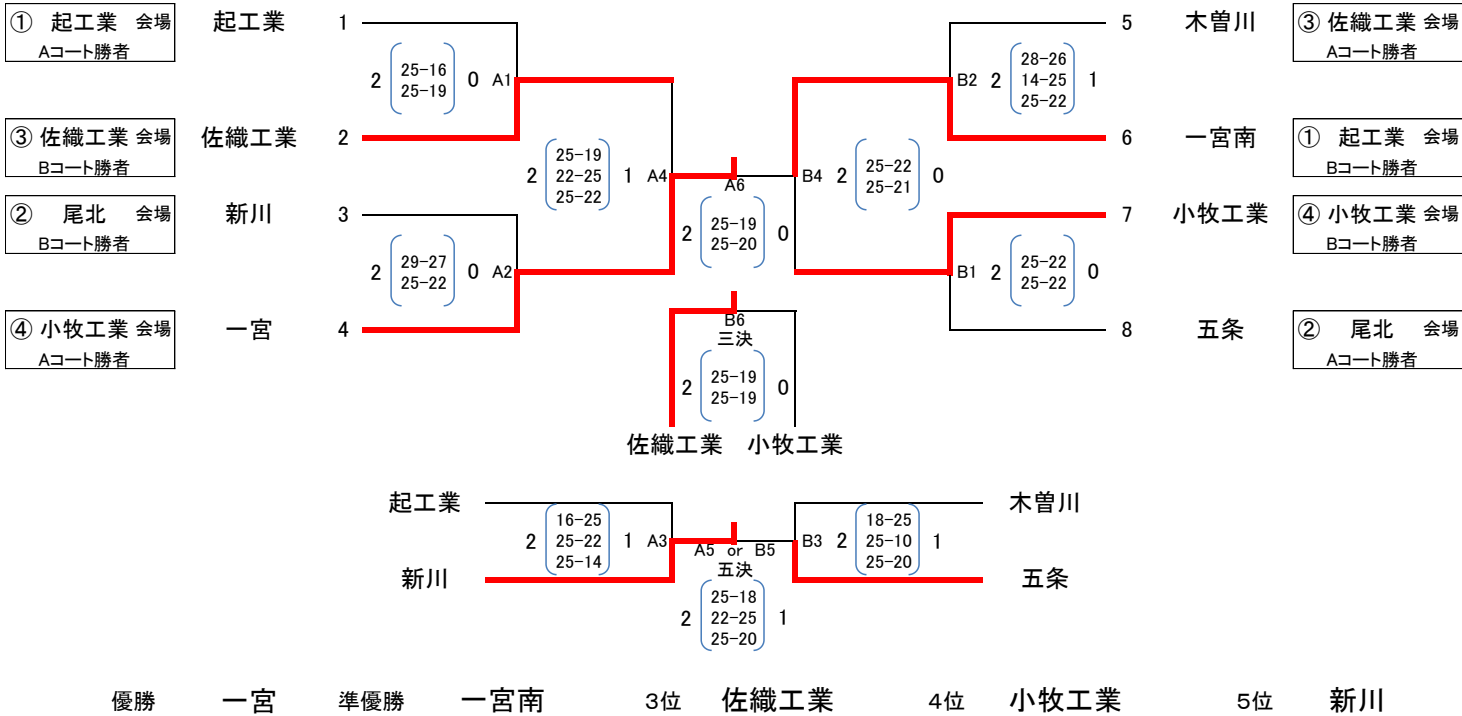 ① 起工業 会場 起工業 1
Aコート勝者
5 木曽川 ③ 佐織工業 会場
Aコート勝者
2 25-16 0 A1
25-19
B2 2 28-26 1
14-25
25-22
③ 佐織工業 会場 佐織工業 2
Bコート勝者
6 一宮南 ① 起工業 会場
Bコート勝者
2 25-19 1 A4
22-25
25-22
A6
B4 2 25-22 0
25-21
② 尾北 会場 新川 3
Bコート勝者
7 小牧工業 ④ 小牧工業 会場
Bコート勝者
2 25-19 0
25-20
2 29-27 0 A2
25-22
B1 2 25-22 0
25-22
④ 小牧工業 会場 一宮 4
Aコート勝者
8 五条 ② 尾北 会場
Aコート勝者
B6
三決
2 25-19 0
25-19
佐織工業 小牧工業
起工業 木曽川
2 16-25 1 A3
25-22
25-14
B3 2 18-25 1
25-10
25-20
A5 or B5
五決
新川 五条
2 25-18 1
22-25
25-20
優勝 一宮 準優勝 一宮南 3位 佐織工業 4位 小牧工業 5位 新川